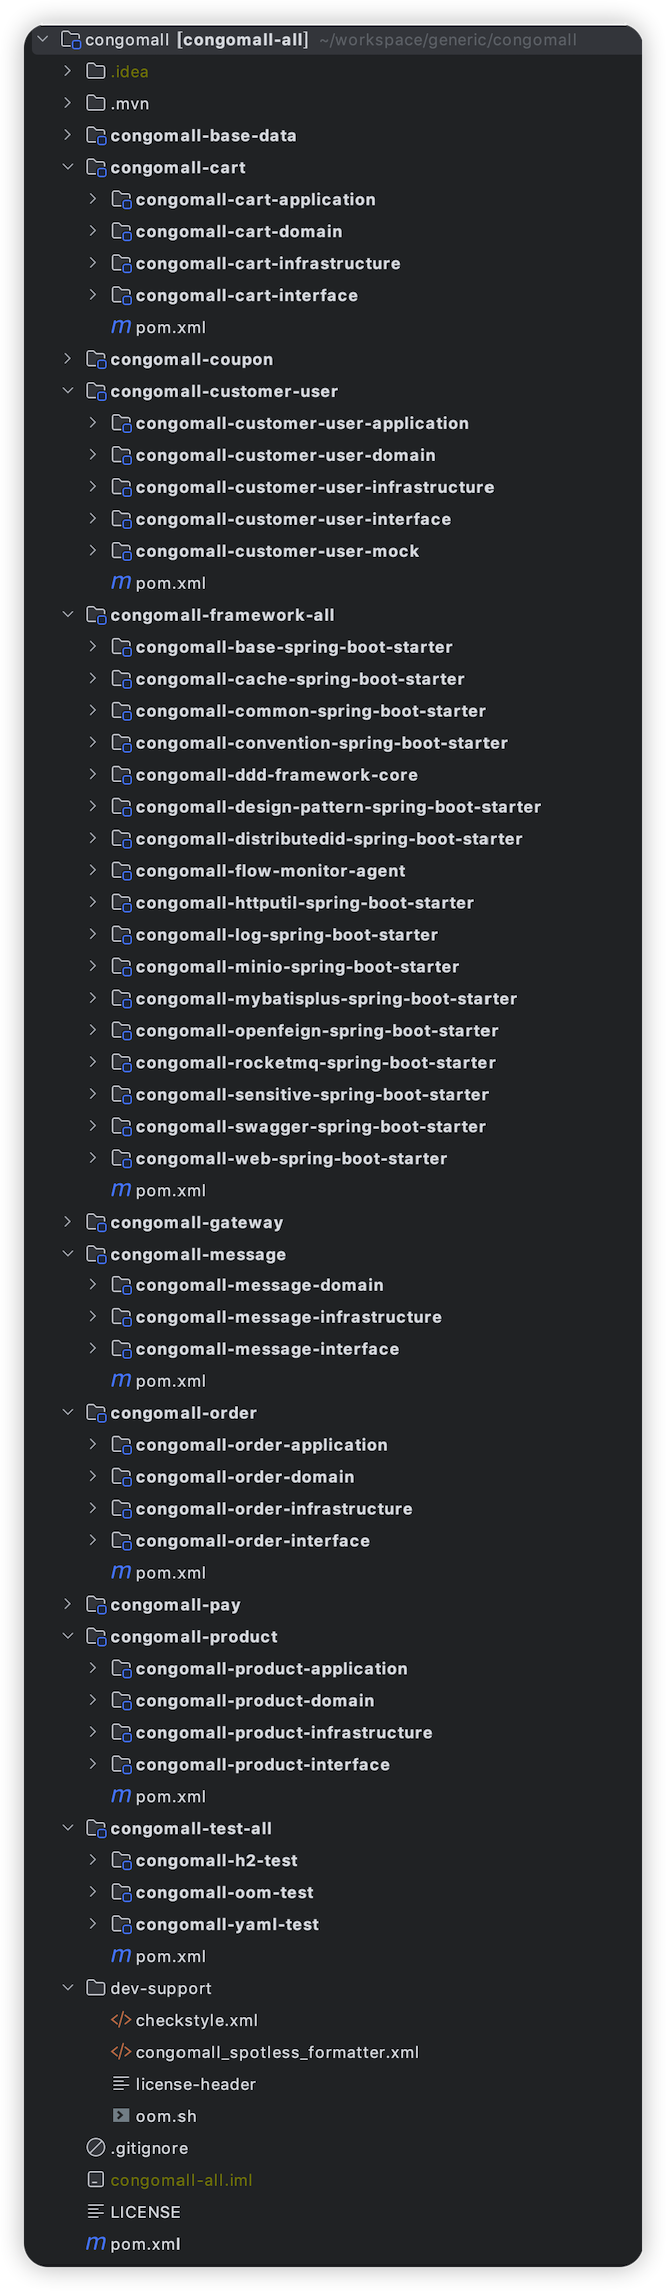 congomall [congomall-all] ~/workspace/generic/congomall
.idea
.mvn
congomall-base-data
congomall-cart
congomall-cart-application
congomall-cart-domain
congomall-cart-infrastructure
congomall-cart-interface
pom.xml
congomall-coupon
congomall-customer-user
congomall-customer-user-application
congomall-customer-user-domain
congomall-customer-user-infrastructure
congomall-customer-user-interface
congomall-customer-user-mock
pom.xml
congomall-framework-all
congomall-base-spring-boot-starter
congomall-cache-spring-boot-starter
congomall-common-spring-boot-starter
congomall-convention-spring-boot-starter
congomall-ddd-framework-core
congomall-design-pattern-spring-boot-starter
congomall-distributedid-spring-boot-starter
congomall-flow-monitor-agent
congomall-httputil-spring-boot-starter
congomall-log-spring-boot-starter
congomall-minio-spring-boot-starter
congomall-mybatisplus-spring-boot-starter
congomall-openfeign-spring-boot-starter
congomall-rocketmq-spring-boot-starter
congomall-sensitive-spring-boot-starter
congomall-swagger-spring-boot-starter
congomall-web-spring-boot-starter
pom.xml
congomall-gateway
congomall-message
congomall-message-domain
congomall-message-infrastructure
congomall-message-interface
pom.xml
congomall-order
congomall-order-application
congomall-order-domain
congomall-order-infrastructure
congomall-order-interface
pom.xml
congomall-pay
congomall-product
congomall-product-application
congomall-product-domain
congomall-product-infrastructure
congomall-product-interface
pom.xml
congomall-test-all
congomall-h2-test
congomall-oom-test
congomall-yaml-test
pom.xml
dev-support
checkstyle.xml
congomall_spotless_formatter.xml
license-header
oom.sh
.gitignore
congomall-all.iml
LICENSE
pom.xml